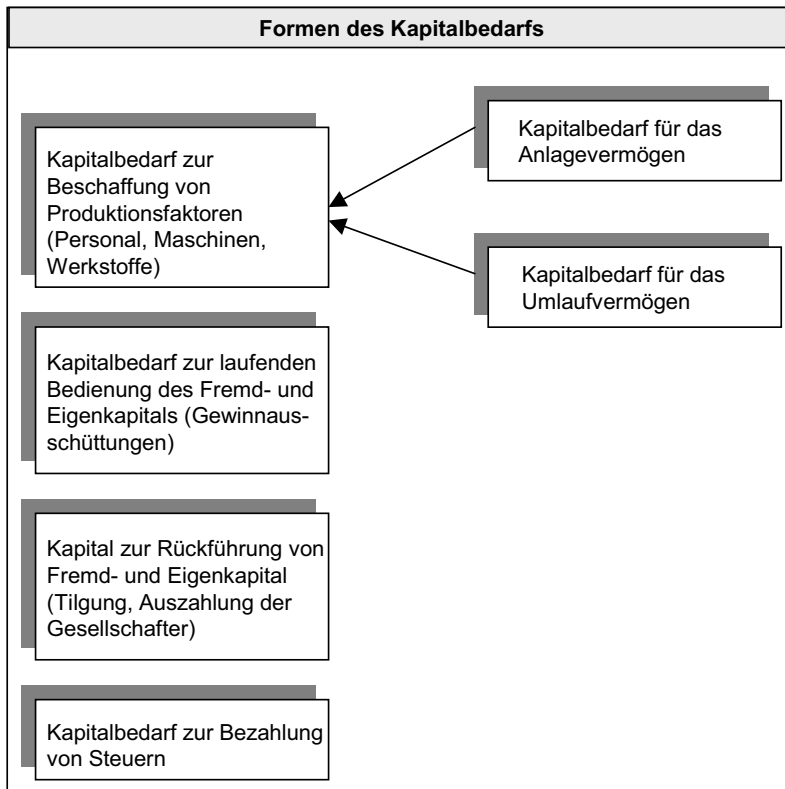 Formen des Kapitalbedarfs
Kapitalbedarf zur
Beschaffung von
Produktionsfaktoren
(Personal, Maschinen,
Werkstoffe)
Kapitalbedarf für das
Anlagevermögen
Kapitalbedarf für das
Umlaufvermögen
Kapitalbedarf zur laufenden
Bedienung des Fremd- und
Eigenkapitals (Gewinnaus-
schüttungen)
Kapital zur Rückführung von
Fremd- und Eigenkapital
(Tilgung, Auszahlung der
Gesellschafter)
Kapitalbedarf zur Bezahlung
von Steuern